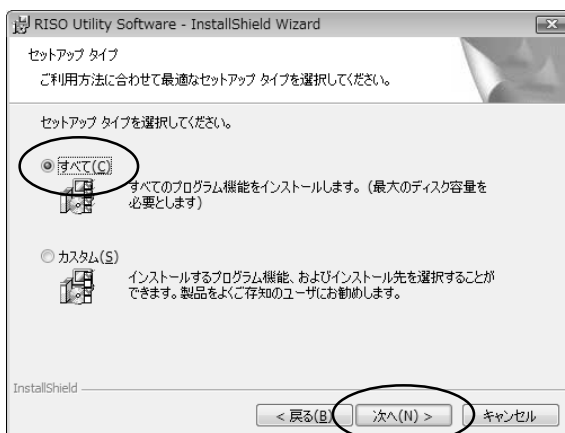 RISO Utility Software - InstallShield Wizard
セットアップ タイプ
ご利用方法に合わせて最適なセットアップ タイプを選択してください。
セットアップ タイプを選択してください。
すべて(C)
すべてのプログラム機能をインストールします。(最大のディスク容量を
必要とします)
カスタム(S)
インストールするプログラム機能、およびインストール先を選択することが
できます。製品をよくご存知のユーザにお勧めします。
InstallShield
< 戻る(B) 次へ(N) > キャンセル